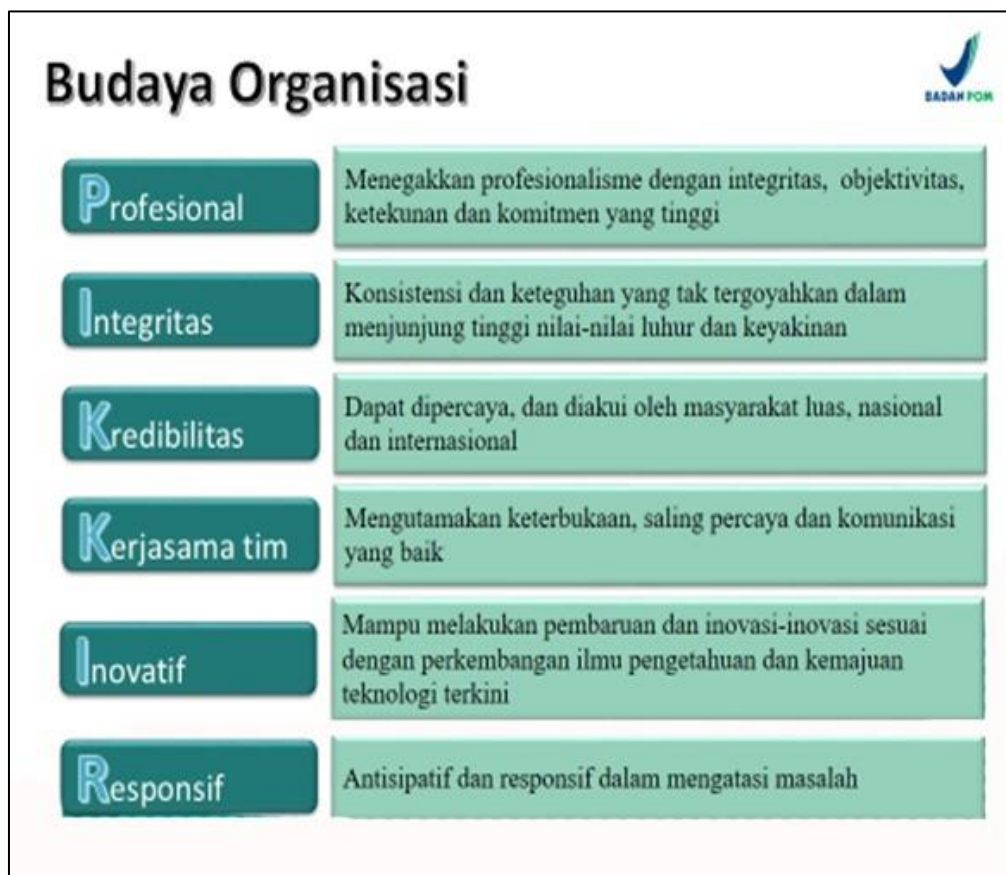 Budaya Organisasi
BADAN POM
Profesional
Menegakkan profesionalisme dengan integritas, objektivitas,
ketekunan dan komitmen yang tinggi
Integritas
Konsistensi dan keteguhan yang tak tergoyahkan dalam
menjunjung tinggi nilai-nilai luhur dan keyakinan
Kredibilitas
Dapat dipercaya, dan diakui oleh masyarakat luas, nasional
dan internasional
Kerjasama tim
Mengutamakan keterbukaan, saling percaya dan komunikasi
yang baik
Inovatif
Mampu melakukan pembaruan dan inovasi-inovasi sesuai
dengan perkembangan ilmu pengetahuan dan kemajuan
teknologi terkini
Responsif
Antisipatif dan responsif dalam mengatasi masalah